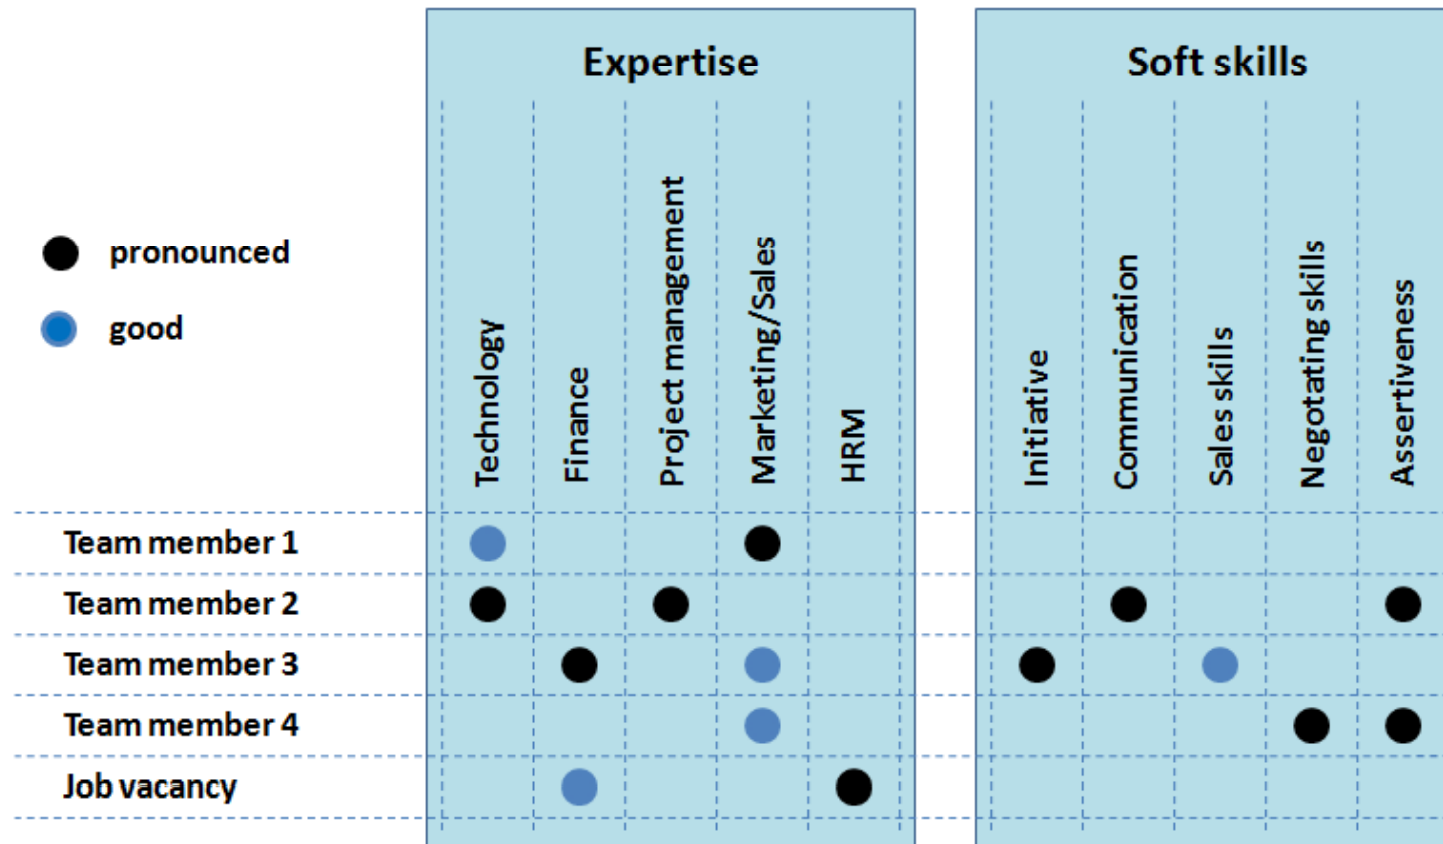 Expertise
Soft skills
pronounced
good
Technology
Finance
Project management
Marketing/Sales
HRM
Initiative
Communication
Sales skills
Negotating skills
Assertiveness
Team member 1
Team member 2
Team member 3
Team member 4
Job vacancy